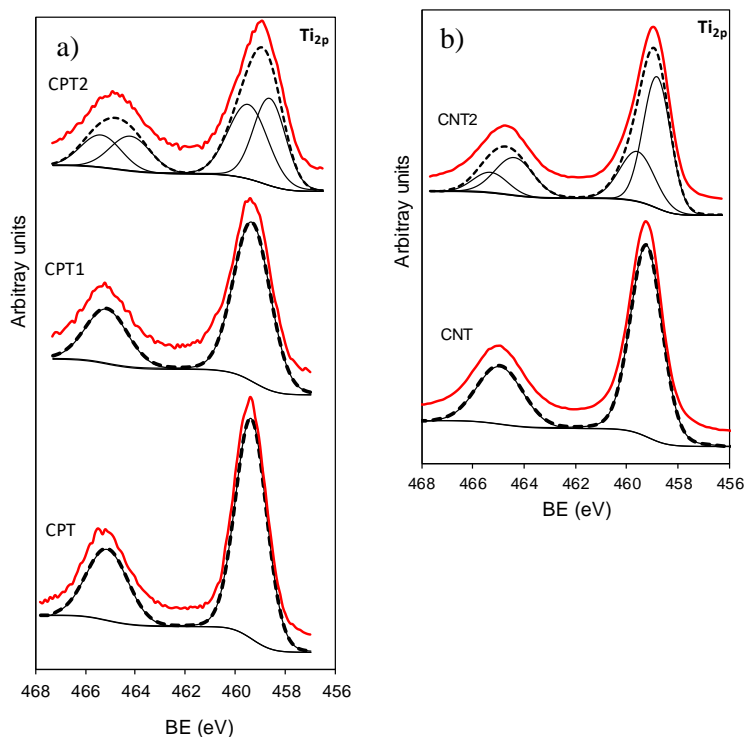 a)
Ti2p
CPT2
CPT1
CPT
Arbitray units
468 466 464 462 460 458 456
BE (eV)
b)
Ti2p
CNT2
CNT
Arbitray units
468 466 464 462 460 458 456
BE (eV)